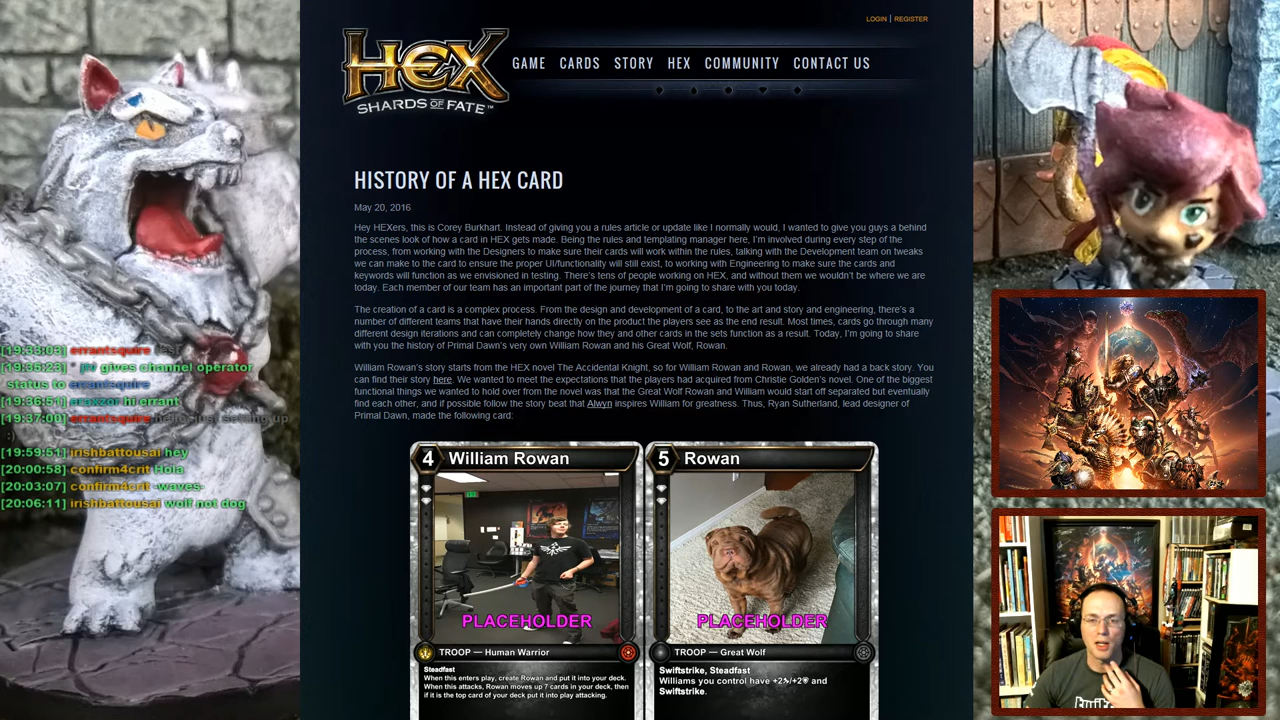 LOGIN | REGISTER
HEX
SHARDS OF FATE™
GAME CARDS STORY HEX COMMUNITY CONTACT US
HISTORY OF A HEX CARD
May 20, 2016
Hey HEXers, this is Corey Burkhart. Instead of giving you a rules article or update like I normally would, I wanted to give you guys a behind
the scenes look of how a card in HEX gets made. Being the rules and templating manager here, I'm involved during every step of the
process, from working with the Designers to make sure their cards will work within the rules, talking with the Development team on tweaks
we can make to the card to ensure the proper UI/functionality will still exist, to working with Engineering to make sure the cards and
keywords will function as we envisioned in testing. There's tens of people working on HEX, and without them we wouldn't be where we are
today. Each member of our team has an important part of the journey that I'm going to share with you today.
The creation of a card is a complex process. From the design and development of a card, to the art and story and engineering, there's a
number of different teams that have their hands directly on the product the players see as the end result. Most times, cards go through many
different design iterations and can completely change how they and other cards in the sets function as a result. Today, I'm going to share
with you the history of Primal Dawn's very own William Rowan and his Great Wolf, Rowan.
William Rowan's story starts from the HEX novel The Accidental Knight, so for William Rowan and Rowan, we already had a back story. You
can find their story here. We wanted to meet the expectations that the players had acquired from Christie Golden's novel. One of the biggest
functional things we wanted to hold over from the novel was that the Great Wolf Rowan and William would start off separated but eventually
find each other, and if possible follow the story beat that Alwyn inspires William for greatness. Thus, Ryan Sutherland, lead designer of
Primal Dawn, made the following card:
4 William Rowan
PLACEHOLDER
TROOP — Human Warrior
Steadfast
When this enters play, create Rowan and put it into your deck.
When this attacks, Rowan moves up 7 cards in your deck, then
if it is the top card of your deck put it into play attacking.
5 Rowan
PLACEHOLDER
TROOP — Great Wolf
Swiftstrike, Steadfast
Williams you control have +2/+2 and
Swiftstrike.
[19:33:03] errantsquire test
[19:35:23] gives channel operator
status to errantsquire
[19:36:51] araxzor hi errant
[19:37:00] errantsquire hello just setting up
:)
[19:59:51] irishbattousai hey
[20:00:58] confirm4crit Hola
[20:03:07] confirm4crit -waves-
[20:06:11] irishbattousai wolf not dog